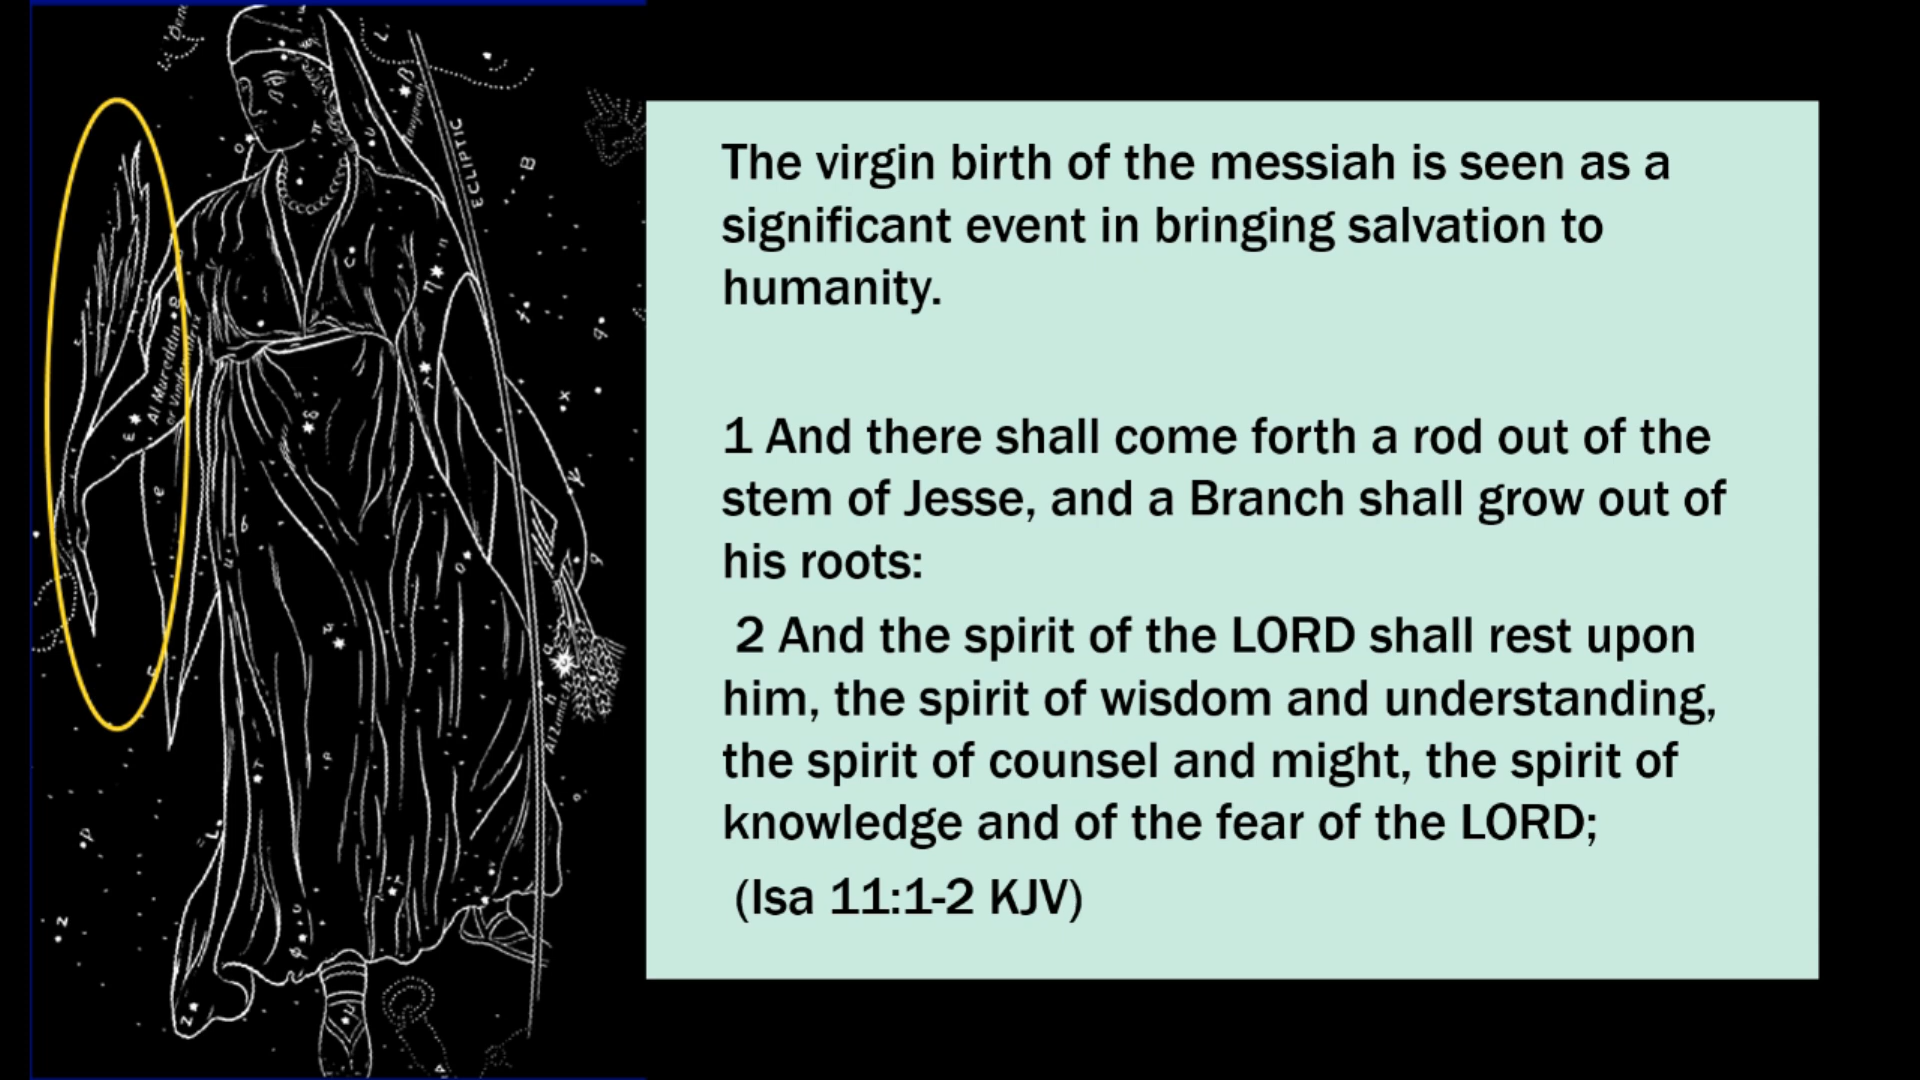 The virgin birth of the messiah is seen as a
significant event in bringing salvation to
humanity.
1 And there shall come forth a rod out of the
stem of Jesse, and a Branch shall grow out of
his roots:
2 And the spirit of the LORD shall rest upon
him, the spirit of wisdom and understanding,
the spirit of counsel and might, the spirit of
knowledge and of the fear of the LORD;
(Isa 11:1-2 KJV)
ECLIPTIC
B
Al Mureddin
or